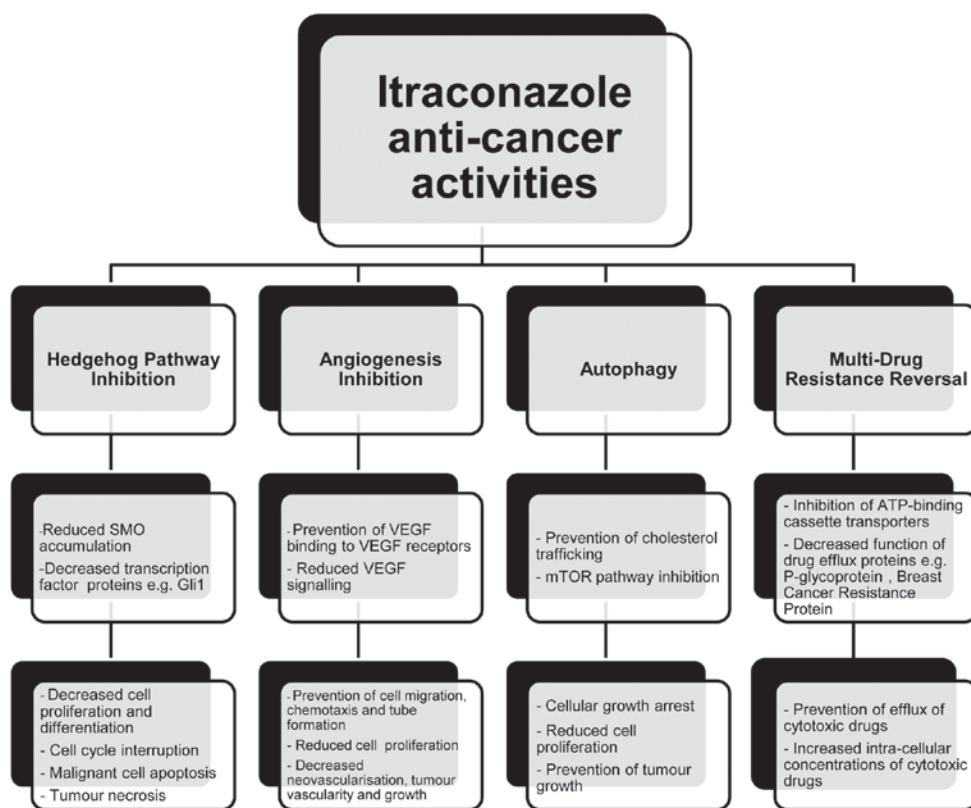 Itraconazole
anti-cancer
activities
Hedgehog Pathway
Inhibition
Angiogenesis
Inhibition
Autophagy
Multi-Drug
Resistance Reversal
-Reduced SMO
accumulation
-Decreased transcription
factor proteins e.g. Gli1
-Prevention of VEGF
binding to VEGF receptors
- Reduced VEGF
signalling
- Prevention of cholesterol
trafficking
- mTOR pathway inhibition
- Inhibition of ATP-binding
cassette transporters
- Decreased function of
drug efflux proteins e.g.
P-glycoprotein , Breast
Cancer Resistance
Protein
- Decreased cell
proliferation and
differentiation
- Cell cycle interruption
- Malignant cell apoptosis
- Tumour necrosis
- Prevention of cell migration,
chemotaxis and tube
formation
- Reduced cell proliferation
- Decreased
neovascularisation, tumour
vascularity and growth
- Cellular growth arrest
- Reduced cell
proliferation
- Prevention of tumour
growth
- Prevention of efflux of
cytotoxic drugs
- Increased intra-cellular
concentrations of cytotoxic
drugs